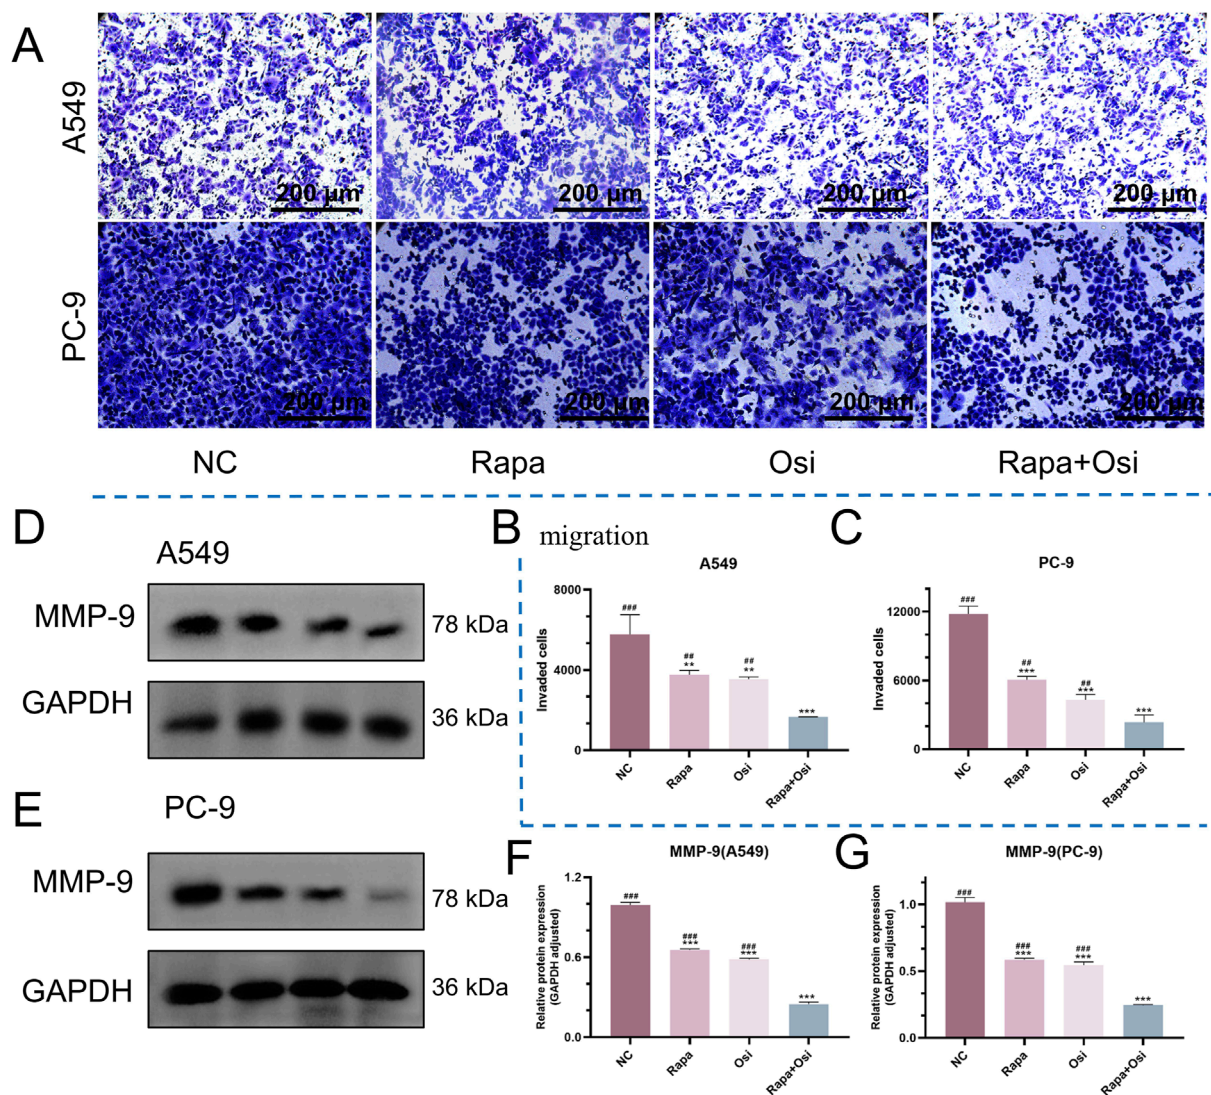 A
A549
200 μm
200 μm
200 μm
200 μm
PC-9
200 μm
200 μm
200 μm
200 μm
NC
Rapa
Osi
Rapa+Osi
D
A549
MMP-9
78 kDa
GAPDH
36 kDa
E
PC-9
MMP-9
78 kDa
GAPDH
36 kDa
B
migration
A549
Invaded cells
8000
4000
0
###
##
**
##
**
***
NC
Rapa
Osi
Rapa+Osi
C
PC-9
Invaded cells
12000
6000
0
###
##
***
##
***
***
NC
Rapa
Osi
Rapa+Osi
F
MMP-9(A549)
Relative protein expression
(GAPDH adjusted)
1.2
0.6
0.0
###
###
***
###
***
***
NC
Rapa
Osi
Rapa+Osi
G
MMP-9(PC-9)
Relative protein expression
(GAPDH adjusted)
1.0
0.5
0.0
###
###
***
###
***
***
NC
Rapa
Osi
Rapa+Osi